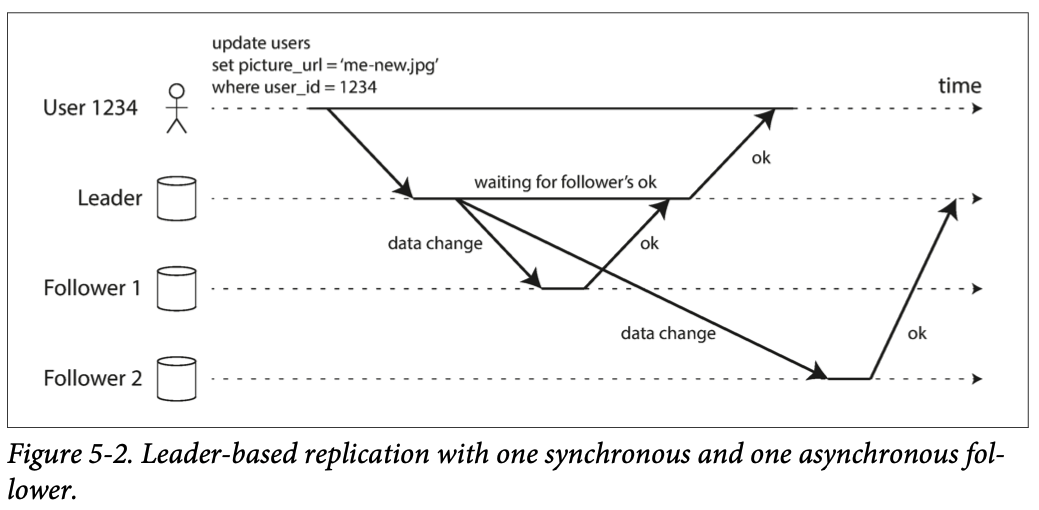 update users
set picture_url = ‘me-new.jpg’
where user_id = 1234
time
User 1234
ok
waiting for follower’s ok
Leader
data change
ok
Follower 1
data change
ok
Follower 2
Figure 5-2. Leader-based replication with one synchronous and one asynchronous fol-
lower.